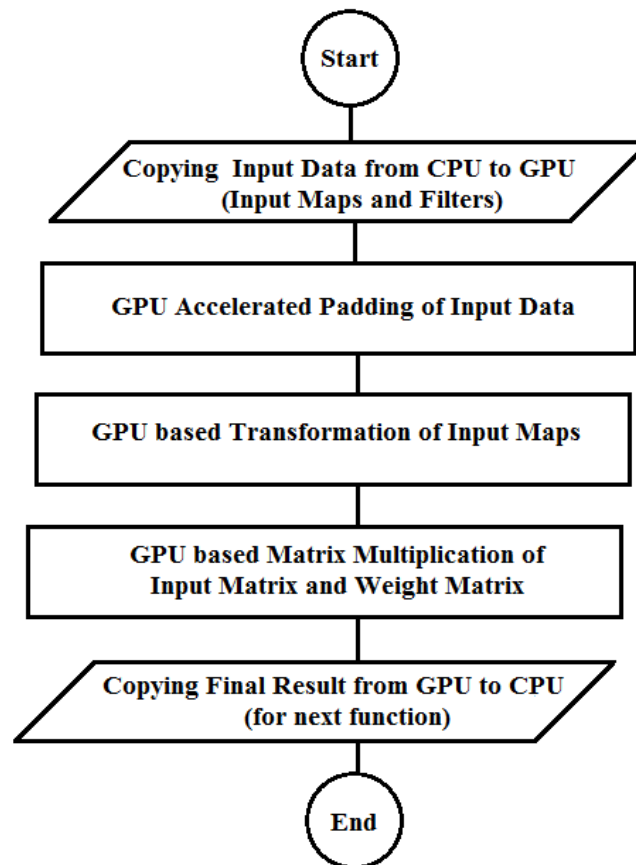 Start
Copying Input Data from CPU to GPU
(Input Maps and Filters)
GPU Accelerated Padding of Input Data
GPU based Transformation of Input Maps
GPU based Matrix Multiplication of
Input Matrix and Weight Matrix
Copying Final Result from GPU to CPU
(for next function)
End